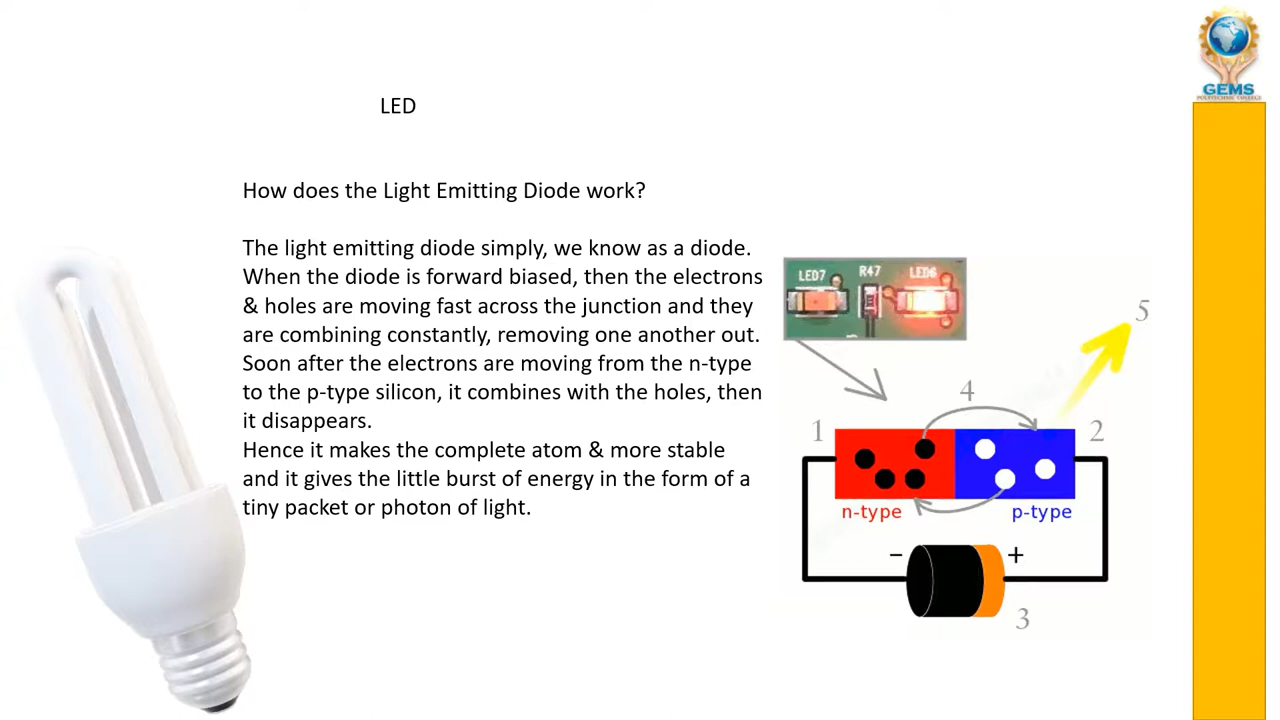 GEMS
POLYTECHNIC COLLEGE
LED
How does the Light Emitting Diode work?
The light emitting diode simply, we know as a diode.
When the diode is forward biased, then the electrons
& holes are moving fast across the junction and they
are combining constantly, removing one another out.
Soon after the electrons are moving from the n-type
to the p-type silicon, it combines with the holes, then
it disappears.
Hence it makes the complete atom & more stable
and it gives the little burst of energy in the form of a
tiny packet or photon of light.
LED7 R47 LED6
5
4
1 2
n-type p-type
− +
3